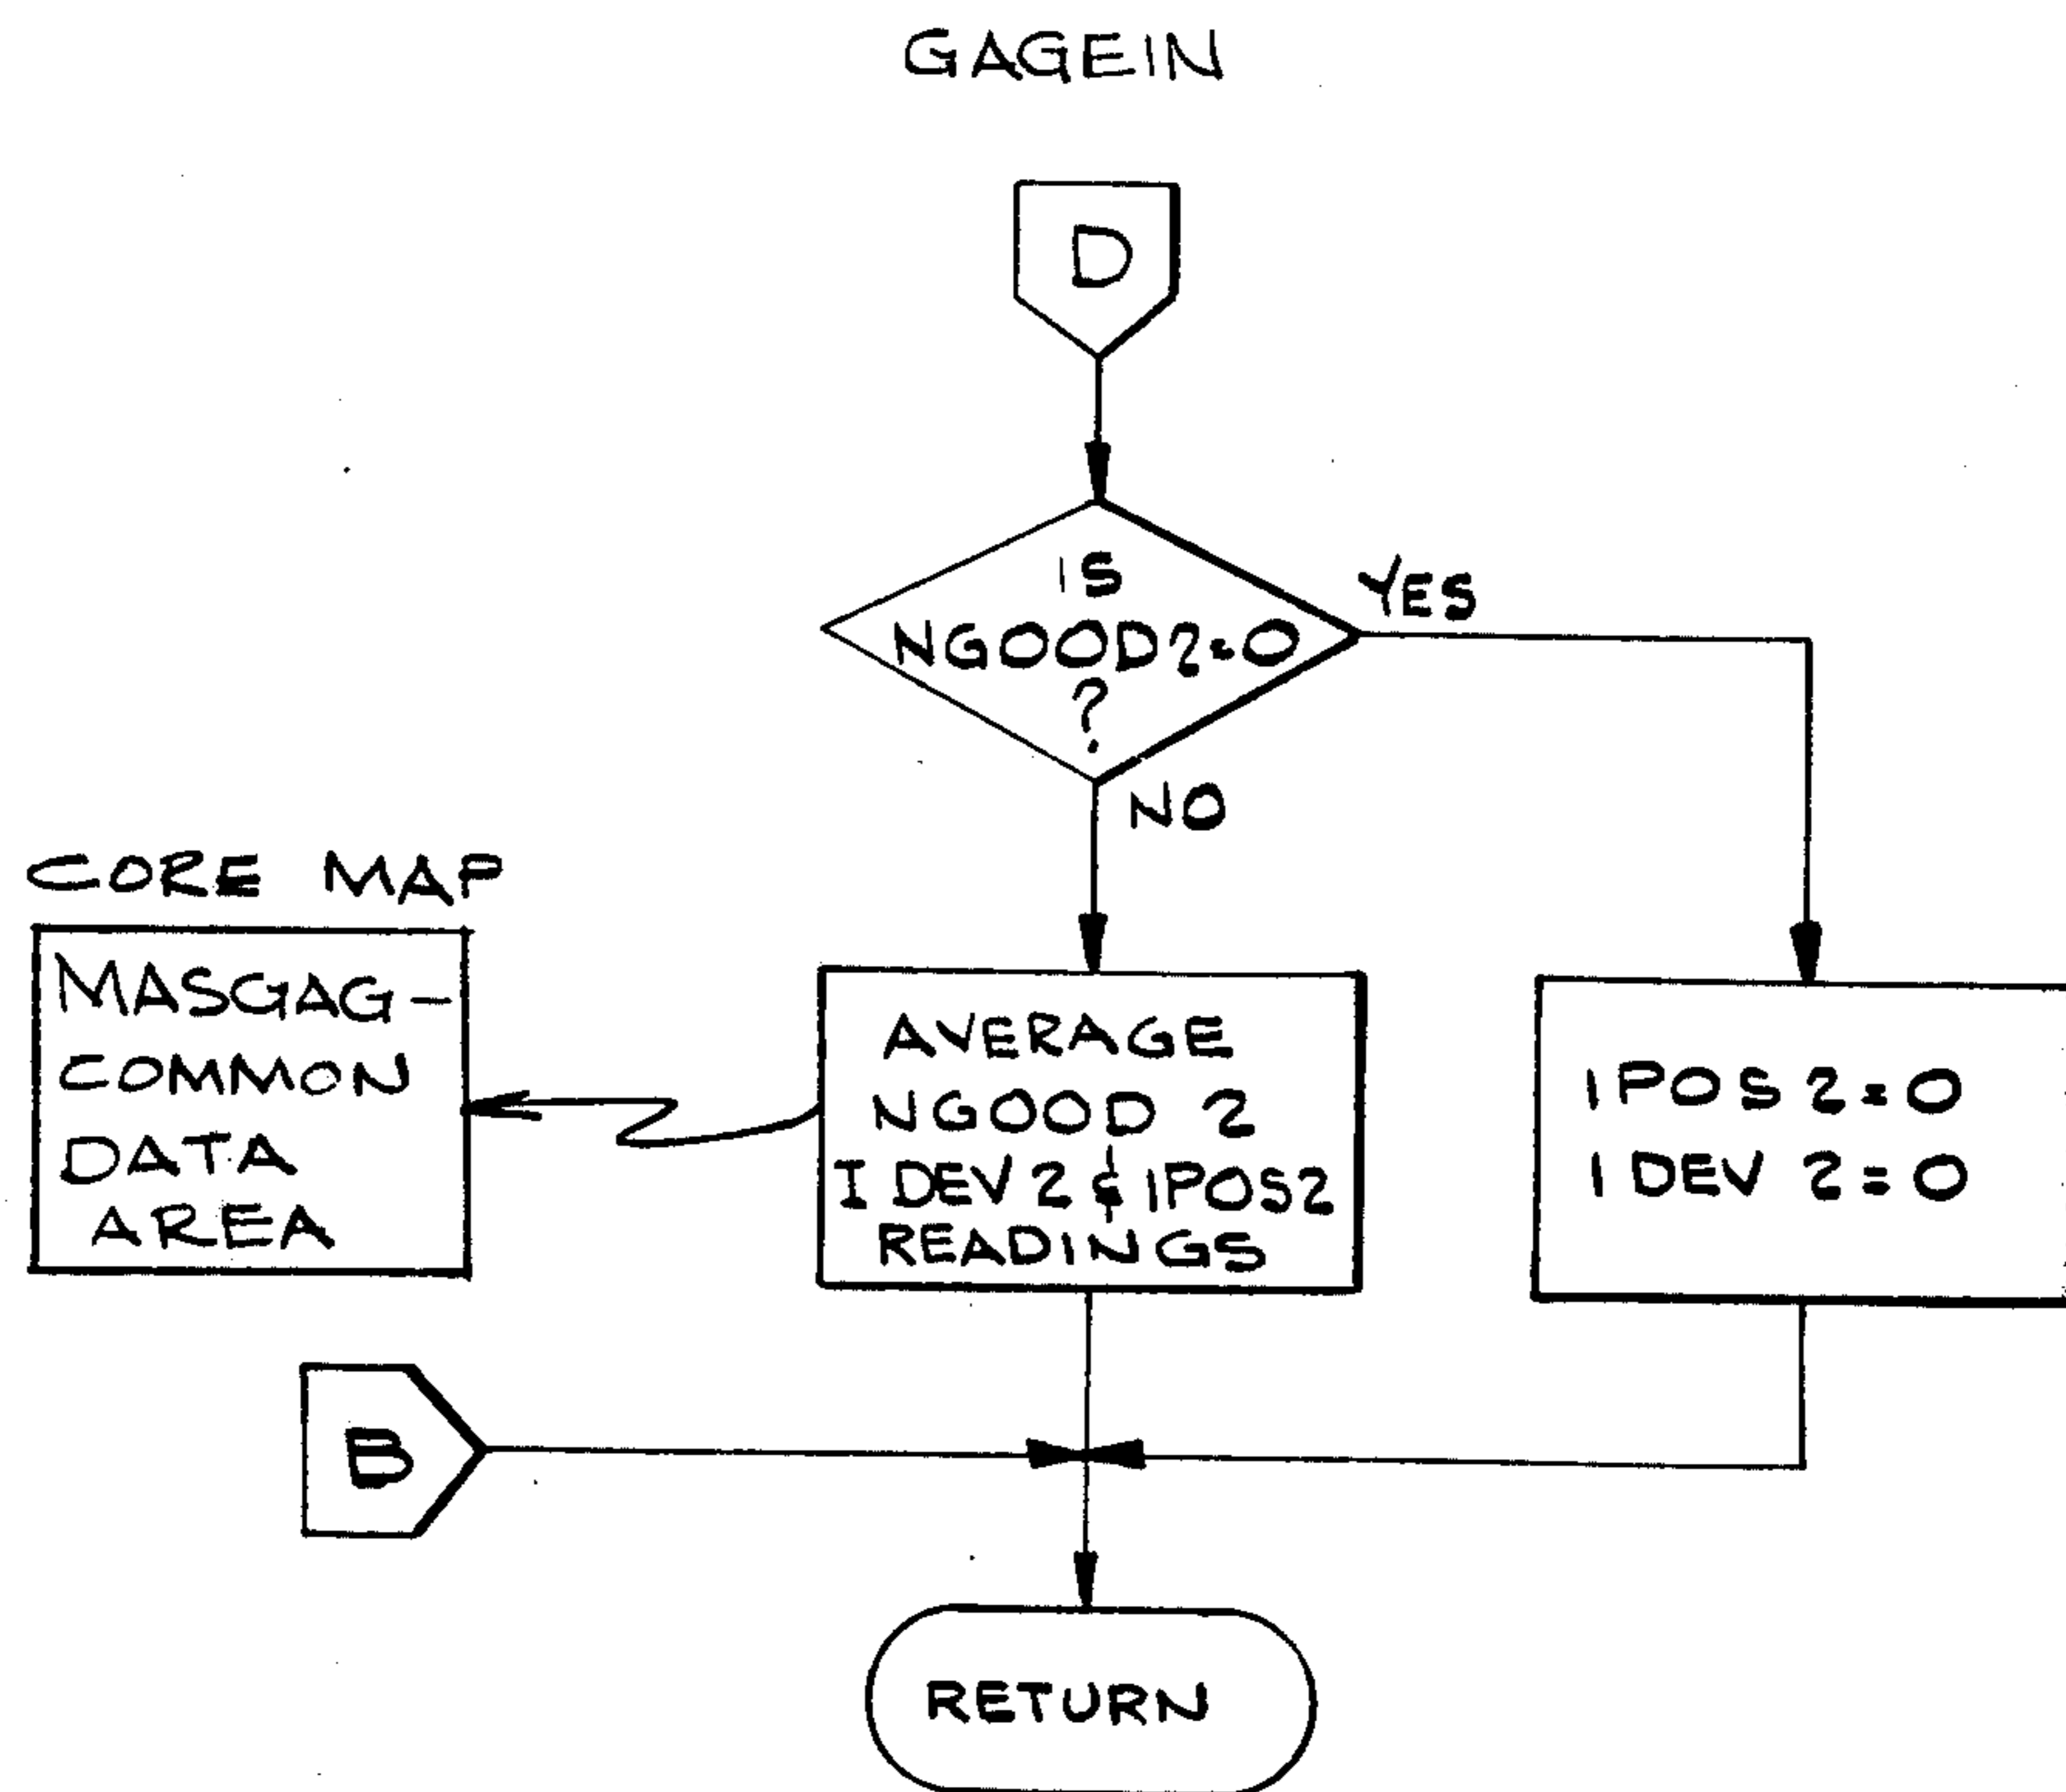 GAGEIN
D
IS
NGOOD2=0
?
YES
NO
CORE MAP
MASGAG-
COMMON
DATA
AREA
AVERAGE
NGOOD 2
I DEV 2 & IPOS2
READINGS
IPOS 2=0
I DEV 2=0
B
RETURN